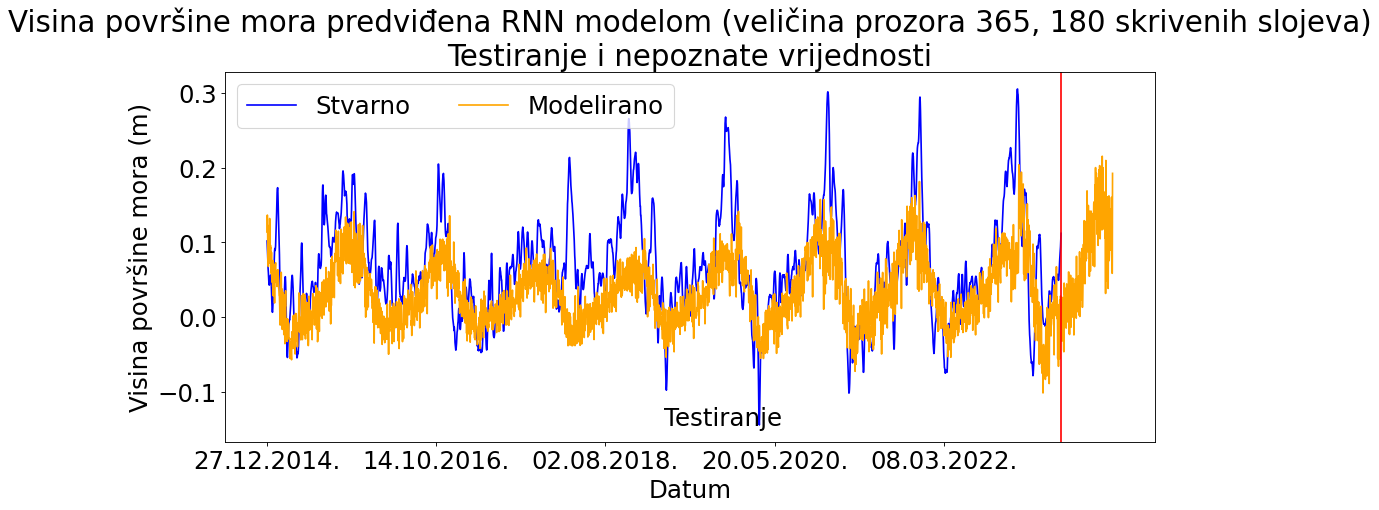 Visina površine mora predviđena RNN modelom (veličina prozora 365, 180 skrivenih slojeva)
Testiranje i nepoznate vrijednosti
Stvarno Modelirano
Visina površine mora (m)
0.3
0.2
0.1
0.0
−0.1
Testiranje
27.12.2014. 14.10.2016. 02.08.2018. 20.05.2020. 08.03.2022.
Datum